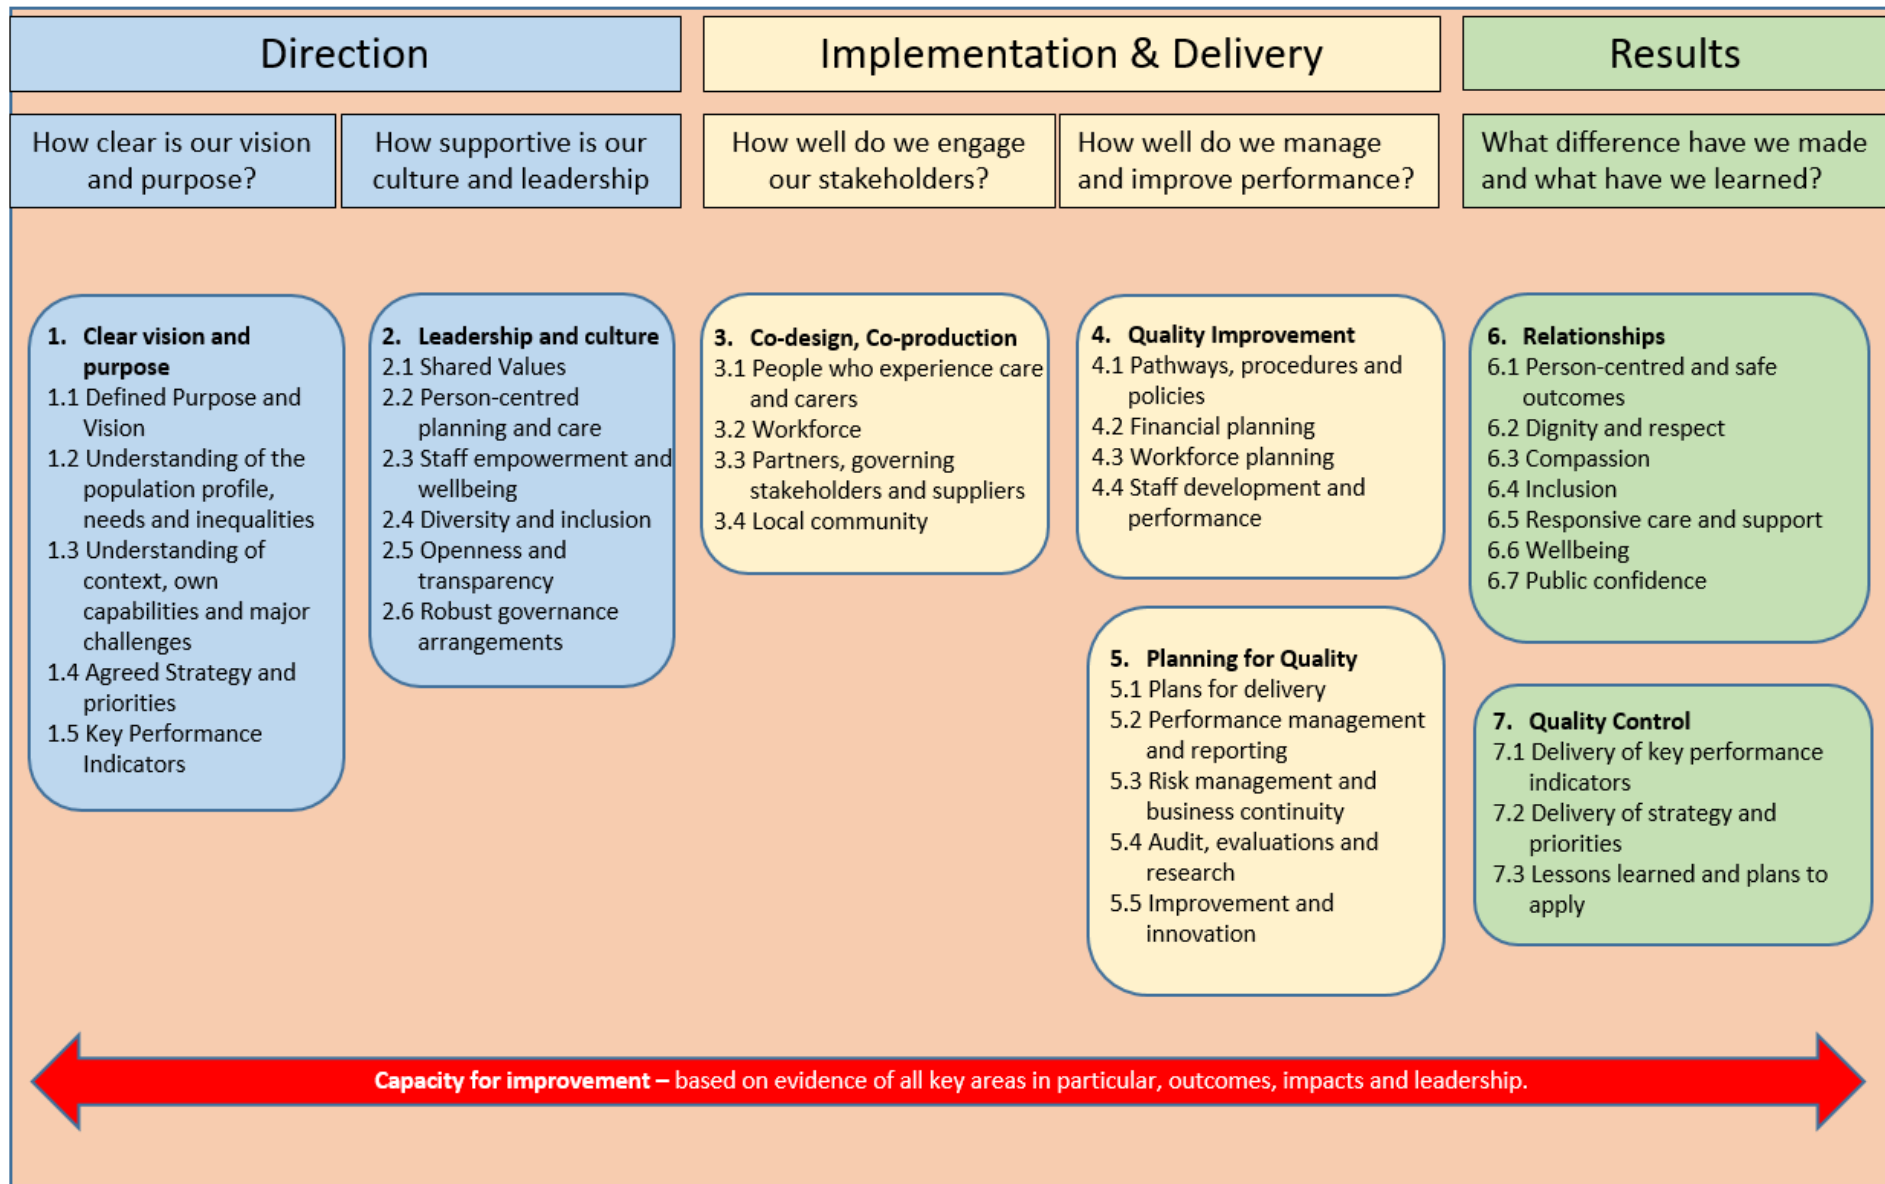 Direction
Implementation & Delivery
Results
How clear is our vision
and purpose?
How supportive is our
culture and leadership
How well do we engage
our stakeholders?
How well do we manage
and improve performance?
What difference have we made
and what have we learned?
1. Clear vision and
purpose
1.1 Defined Purpose and
Vision
1.2 Understanding of the
population profile,
needs and inequalities
1.3 Understanding of
context, own
capabilities and major
challenges
1.4 Agreed Strategy and
priorities
1.5 Key Performance
Indicators
2. Leadership and culture
2.1 Shared Values
2.2 Person-centred
planning and care
2.3 Staff empowerment and
wellbeing
2.4 Diversity and inclusion
2.5 Openness and
transparency
2.6 Robust governance
arrangements
3. Co-design, Co-production
3.1 People who experience care
and carers
3.2 Workforce
3.3 Partners, governing
stakeholders and suppliers
3.4 Local community
4. Quality Improvement
4.1 Pathways, procedures and
policies
4.2 Financial planning
4.3 Workforce planning
4.4 Staff development and
performance
5. Planning for Quality
5.1 Plans for delivery
5.2 Performance management
and reporting
5.3 Risk management and
business continuity
5.4 Audit, evaluations and
research
5.5 Improvement and
innovation
6. Relationships
6.1 Person-centred and safe
outcomes
6.2 Dignity and respect
6.3 Compassion
6.4 Inclusion
6.5 Responsive care and support
6.6 Wellbeing
6.7 Public confidence
7. Quality Control
7.1 Delivery of key performance
indicators
7.2 Delivery of strategy and
priorities
7.3 Lessons learned and plans to
apply
Capacity for improvement – based on evidence of all key areas in particular, outcomes, impacts and leadership.